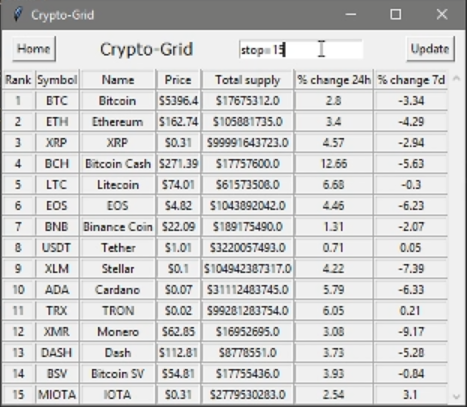 Crypto-Grid
Home Crypto-Grid stop=15 Update
Rank Symbol Name Price Total supply % change 24h % change 7d
1 BTC Bitcoin $5396.4 $17675312.0 2.8 -3.34
2 ETH Ethereum $162.74 $105881735.0 3.4 -4.29
3 XRP XRP $0.31 $99991643723.0 4.57 -2.94
4 BCH Bitcoin Cash $271.39 $17757600.0 12.66 -5.63
5 LTC Litecoin $74.01 $61573508.0 6.68 -0.3
6 EOS EOS $4.82 $1043892042.0 4.46 -6.23
7 BNB Binance Coin $22.09 $189175490.0 1.31 -2.07
8 USDT Tether $1.01 $3220057493.0 0.71 0.05
9 XLM Stellar $0.1 $104942387317.0 4.22 -7.39
10 ADA Cardano $0.07 $31112483745.0 5.79 -6.33
11 TRX TRON $0.02 $99281283754.0 6.05 0.21
12 XMR Monero $62.85 $16952695.0 3.08 -9.17
13 DASH Dash $112.81 $8778551.0 3.73 -5.28
14 BSV Bitcoin SV $54.81 $17755436.0 3.93 -0.84
15 MIOTA IOTA $0.31 $2779530283.0 2.54 3.1